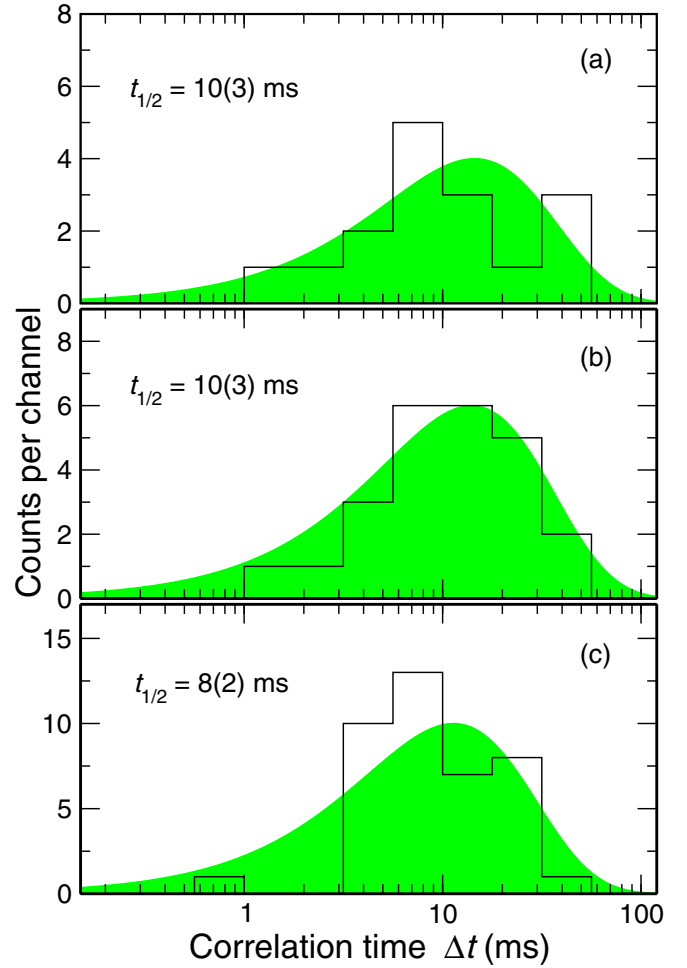 8
6
4
2
0
(a)
t1/2 = 10(3) ms
8
6
4
2
0
(b)
t1/2 = 10(3) ms
15
10
5
0
(c)
t1/2 = 8(2) ms
1 10 100
Counts per channel
Correlation time Δt (ms)